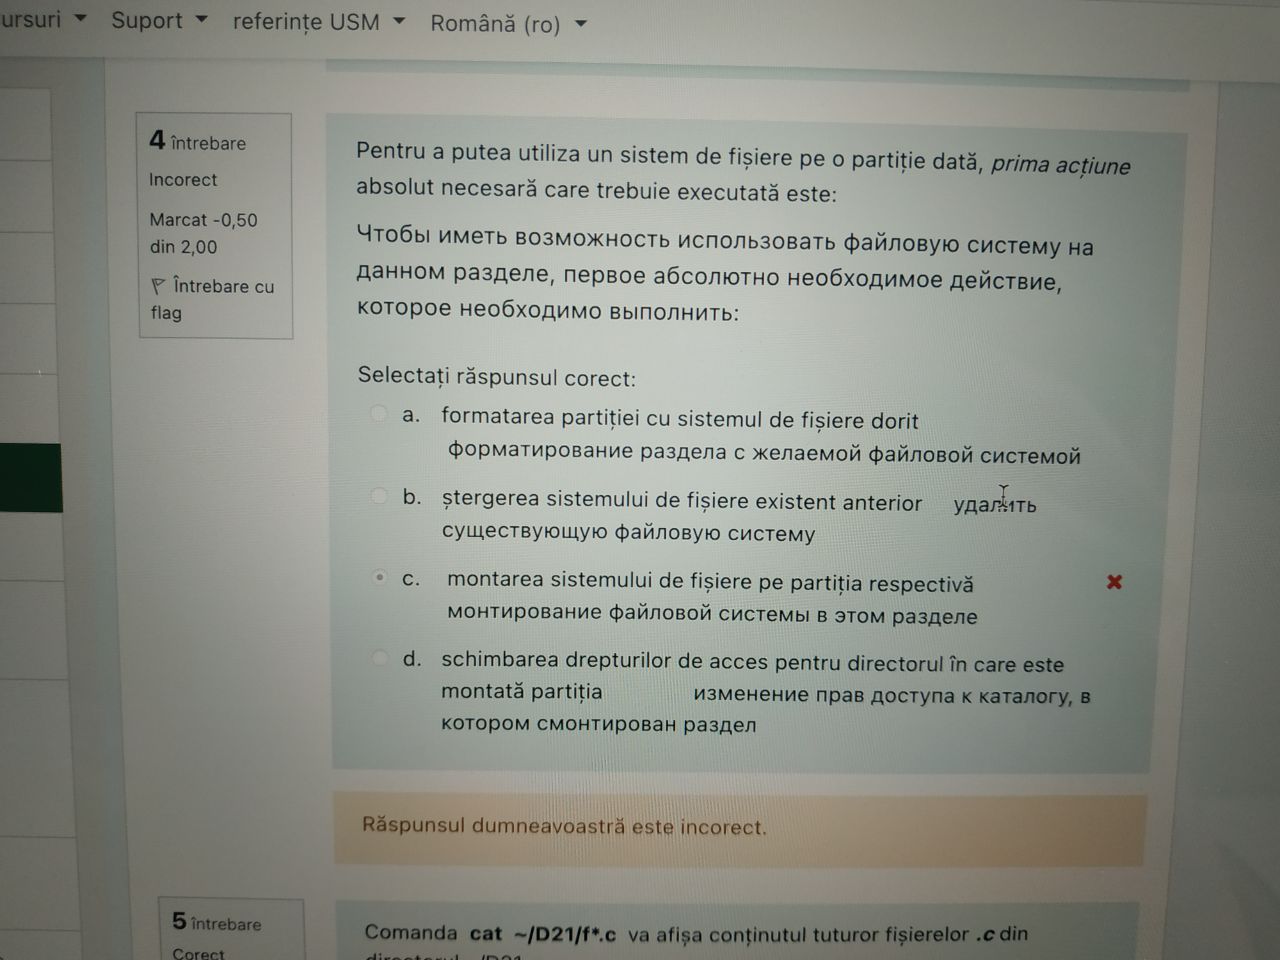 ursuri Suport referințe USM Română (ro)
4 întrebare
Incorect
Marcat -0,50
din 2,00
Întrebare cu
flag
Pentru a putea utiliza un sistem de fișiere pe o partiție dată, prima acțiune
absolut necesară care trebuie executată este:
Чтобы иметь возможность использовать файловую систему на
данном разделе, первое абсолютно необходимое действие,
которое необходимо выполнить:
Selectați răspunsul corect:
a. formatarea partiției cu sistemul de fișiere dorit
форматирование раздела с желаемой файловой системой
b. ștergerea sistemului de fișiere existent anterior удалить
существующую файловую систему
c. montarea sistemului de fișiere pe partiția respectivă
монтирование файловой системы в этом разделе
d. schimbarea drepturilor de acces pentru directorul în care este
montată partiția изменение прав доступа к каталогу, в
котором смонтирован раздел
Răspunsul dumneavoastră este incorect.
5 întrebare
Corect
Comanda cat ~/D21/f*.c va afișa conținutul tuturor fișierelor .c din